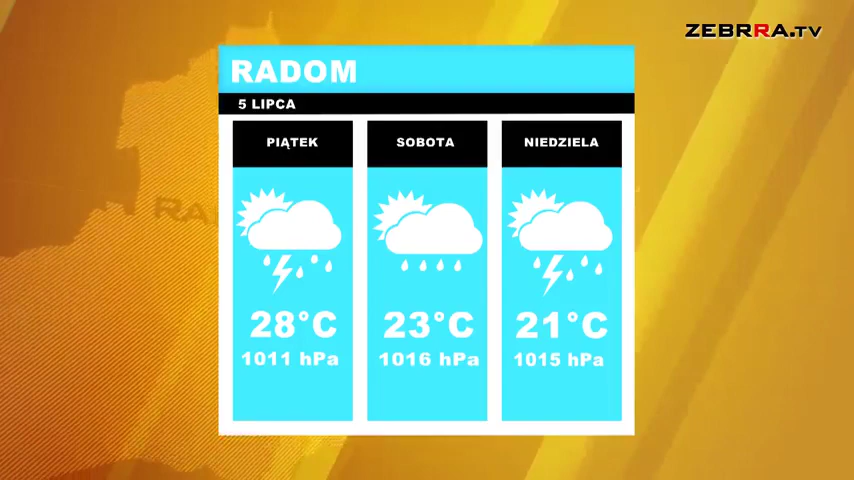 ZEBRRA.TV
RADOM
5 LIPCA
PIĄTEK
SOBOTA
NIEDZIELA
28°C
23°C
21°C
1011 hPa
1016 hPa
1015 hPa